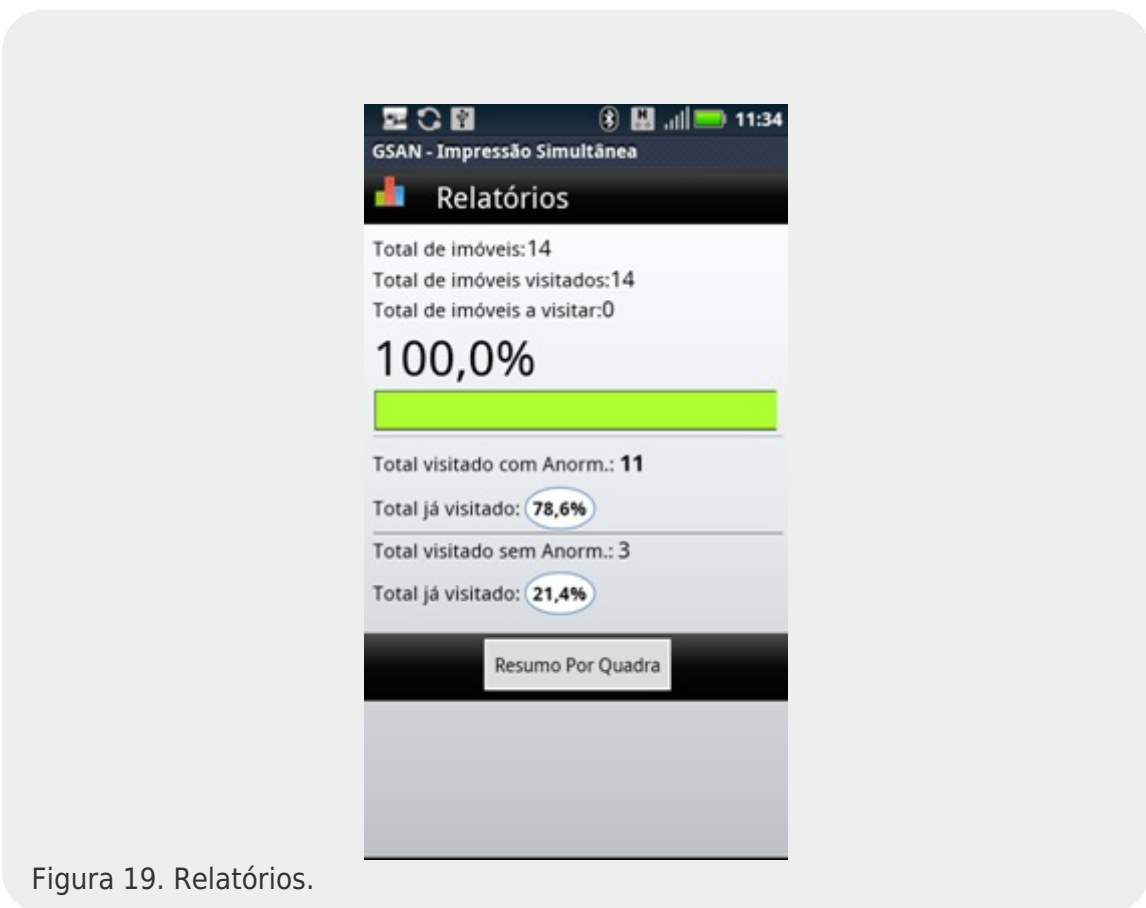 11:34
GSAN - Impressão Simultânea
Relatórios
Total de imóveis:14
Total de imóveis visitados:14
Total de imóveis a visitar:0
100,0%
Total visitado com Anorm.: 11
Total já visitado: 78,6%
Total visitado sem Anorm.: 3
Total já visitado: 21,4%
Resumo Por Quadra
Figura 19. Relatórios.